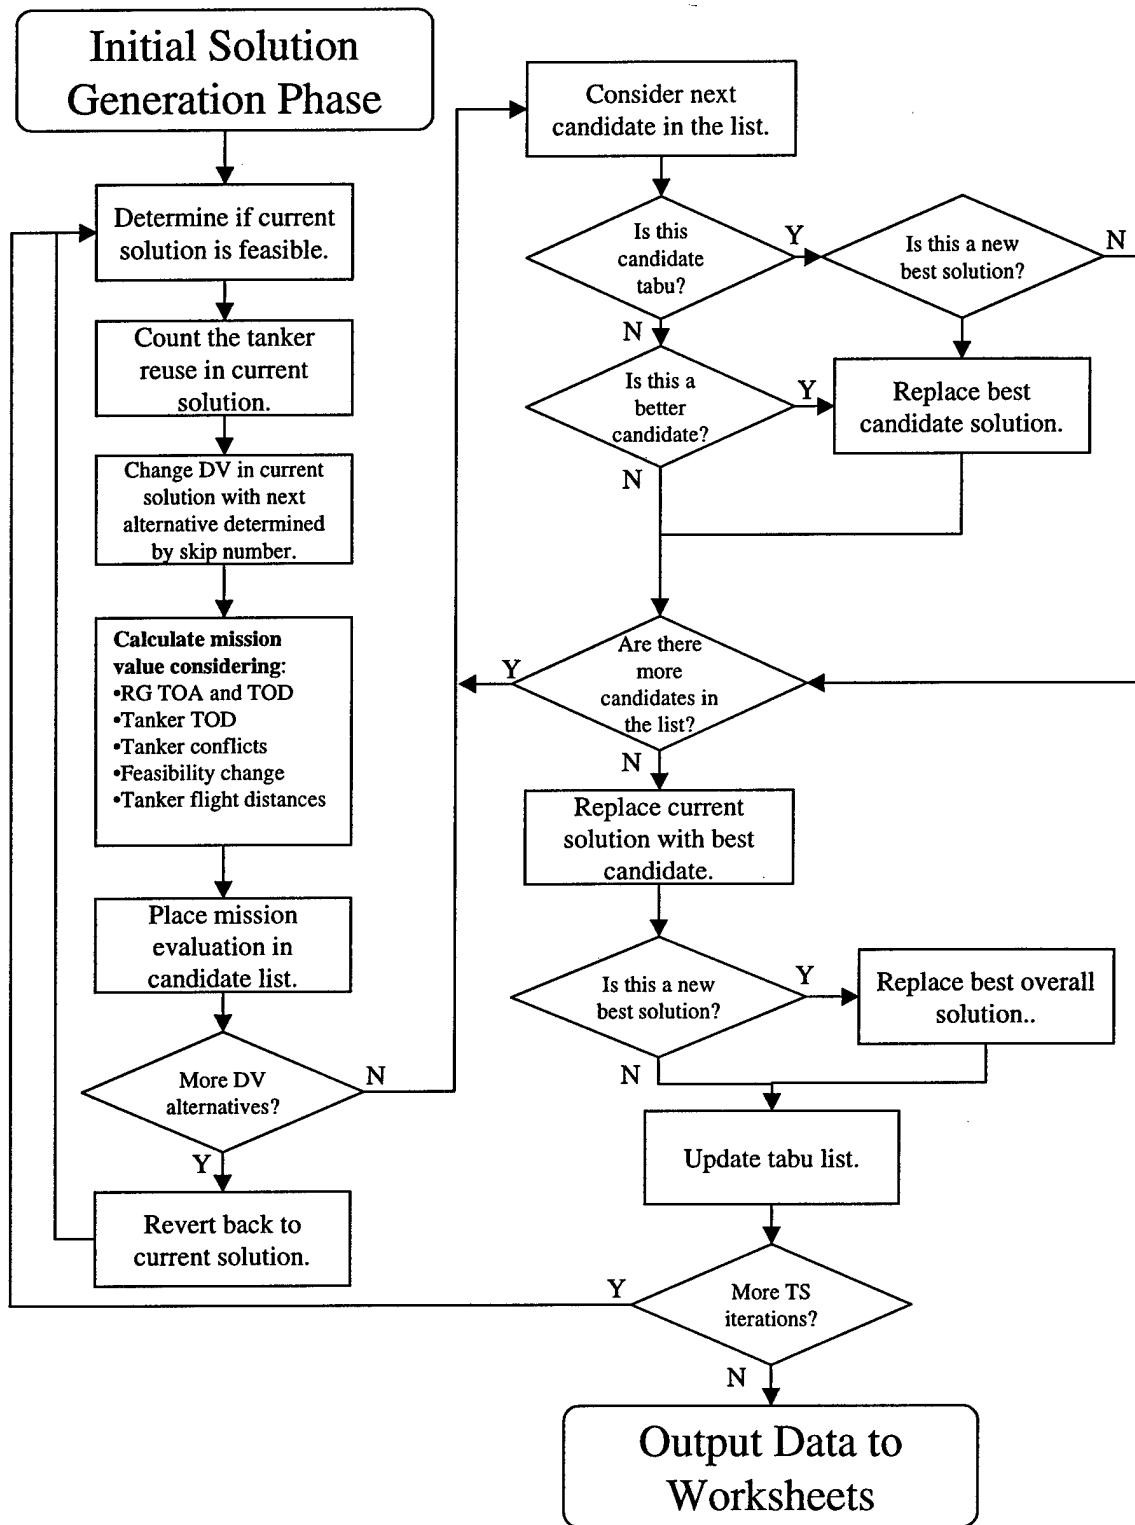 Initial Solution
Generation Phase
Determine if current
solution is feasible.
Count the tanker
reuse in current
solution.
Change DV in current
solution with next
alternative determined
by skip number.
Calculate mission
value considering:
•RG TOA and TOD
•Tanker TOD
•Tanker conflicts
•Feasibility change
•Tanker flight distances
Place mission
evaluation in
candidate list.
More DV
alternatives?
N
Y
Revert back to
current solution.
Consider next
candidate in the list.
Is this
candidate
tabu?
Y
N
Is this a new
best solution?
N
Is this a
better
candidate?
Y
N
Replace best
candidate solution.
Are there
more
candidates in
the list?
Y
N
Replace current
solution with best
candidate.
Is this a new
best solution?
Y
N
Replace best overall
solution..
Update tabu list.
More TS
iterations?
Y
N
Output Data to
Worksheets